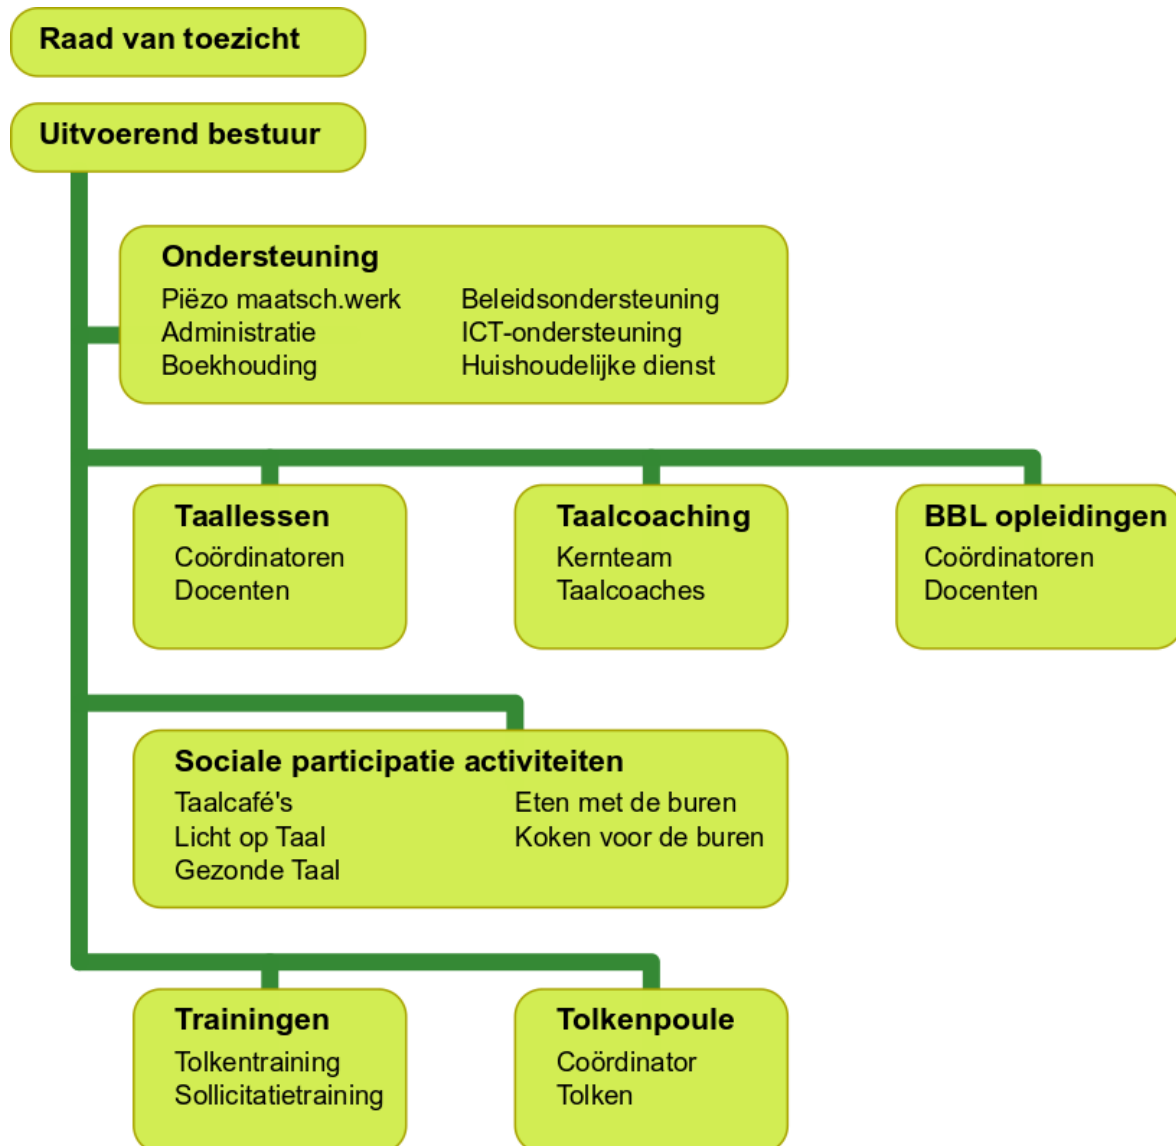 Raad van toezicht
Uitvoerend bestuur
Ondersteuning
Piëzo maatsch.werk
Administratie
Boekhouding
Beleidsondersteuning
ICT-ondersteuning
Huishoudelijke dienst
Taallessen
Coördinatoren
Docenten
Taalcoaching
Kernteam
Taalcoaches
BBL opleidingen
Coördinatoren
Docenten
Sociale participatie activiteiten
Taalcafé's
Licht op Taal
Gezonde Taal
Eten met de buren
Koken voor de buren
Trainingen
Tolkentraining
Sollicitatietraining
Tolkenpoule
Coördinator
Tolken